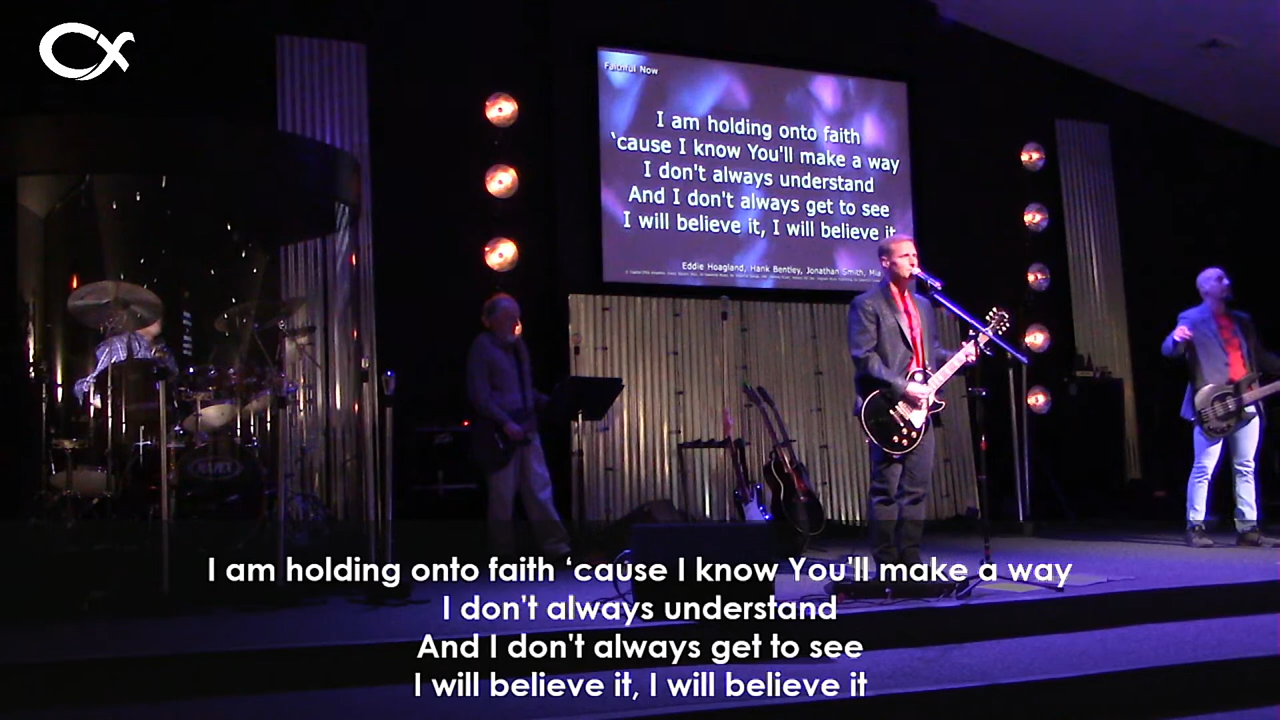 CX
Faithful Now
I am holding onto faith
‘cause I know You'll make a way
I don't always understand
And I don't always get to see
I will believe it, I will believe it
Eddie Hoagland, Hank Bentley, Jonathan Smith, Mia
MAPEX
I am holding onto faith ‘cause I know You'll make a way
I don't always understand
And I don't always get to see
I will believe it, I will believe it